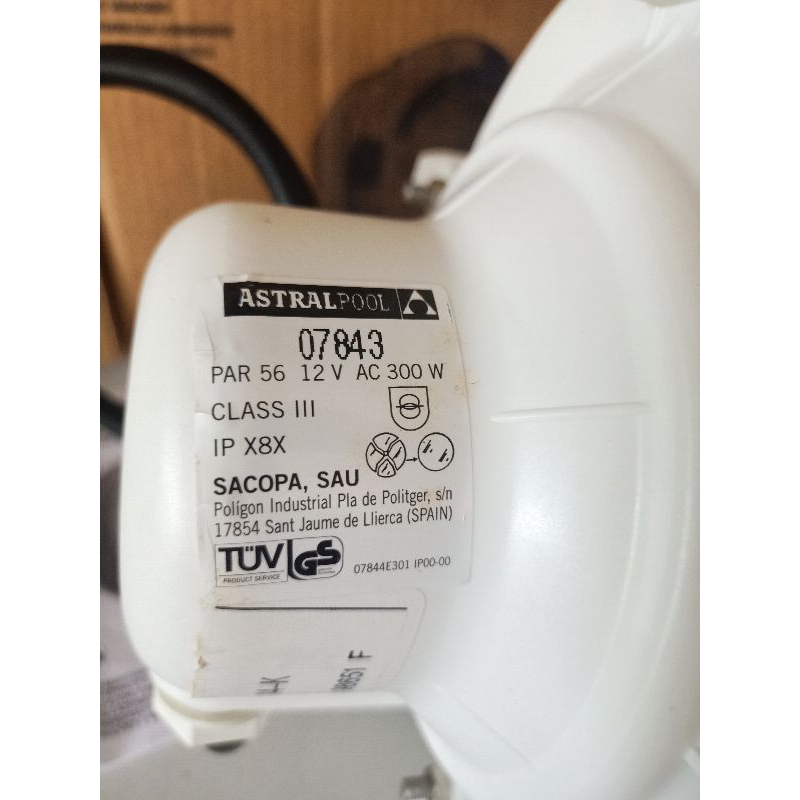 ASTRALPOOL
07843
PAR 56 12 V AC 300 W
CLASS III
IP X8X
SACOPA, SAU
Polígon Industrial Pla de Politger, s/n
17854 Sant Jaume de Llierca (SPAIN)
TÜV GS
PRODUCT SERVICE
07844E301 IP00-00